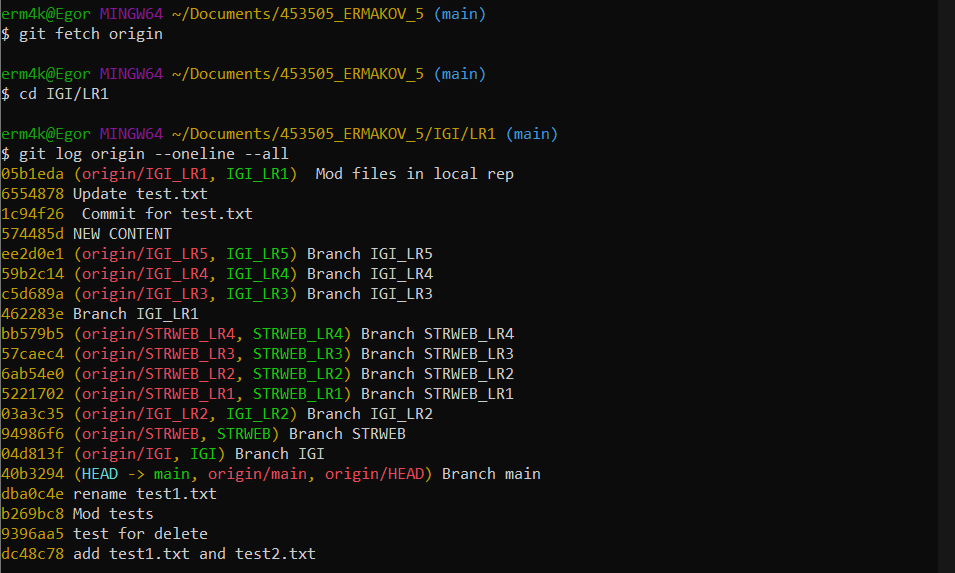 erm4k@Egor MINGW64 ~/Documents/453505_ERMAKOV_5 (main)
$ git fetch origin
erm4k@Egor MINGW64 ~/Documents/453505_ERMAKOV_5 (main)
$ cd IGI/LR1
erm4k@Egor MINGW64 ~/Documents/453505_ERMAKOV_5/IGI/LR1 (main)
$ git log origin --oneline --all
05b1eda (origin/IGI_LR1, IGI_LR1)  Mod files in local rep
6554878 Update test.txt
1c94f26  Commit for test.txt
574485d NEW CONTENT
ee2d0e1 (origin/IGI_LR5, IGI_LR5) Branch IGI_LR5
59b2c14 (origin/IGI_LR4, IGI_LR4) Branch IGI_LR4
c5d689a (origin/IGI_LR3, IGI_LR3) Branch IGI_LR3
462283e Branch IGI_LR1
bb579b5 (origin/STRWEB_LR4, STRWEB_LR4) Branch STRWEB_LR4
57caec4 (origin/STRWEB_LR3, STRWEB_LR3) Branch STRWEB_LR3
6ab54e0 (origin/STRWEB_LR2, STRWEB_LR2) Branch STRWEB_LR2
5221702 (origin/STRWEB_LR1, STRWEB_LR1) Branch STRWEB_LR1
03a3c35 (origin/IGI_LR2, IGI_LR2) Branch IGI_LR2
94986f6 (origin/STRWEB, STRWEB) Branch STRWEB
04d813f (origin/IGI, IGI) Branch IGI
40b3294 (HEAD -> main, origin/main, origin/HEAD) Branch main
dba0c4e rename test1.txt
b269bc8 Mod tests
9396aa5 test for delete
dc48c78 add test1.txt and test2.txt